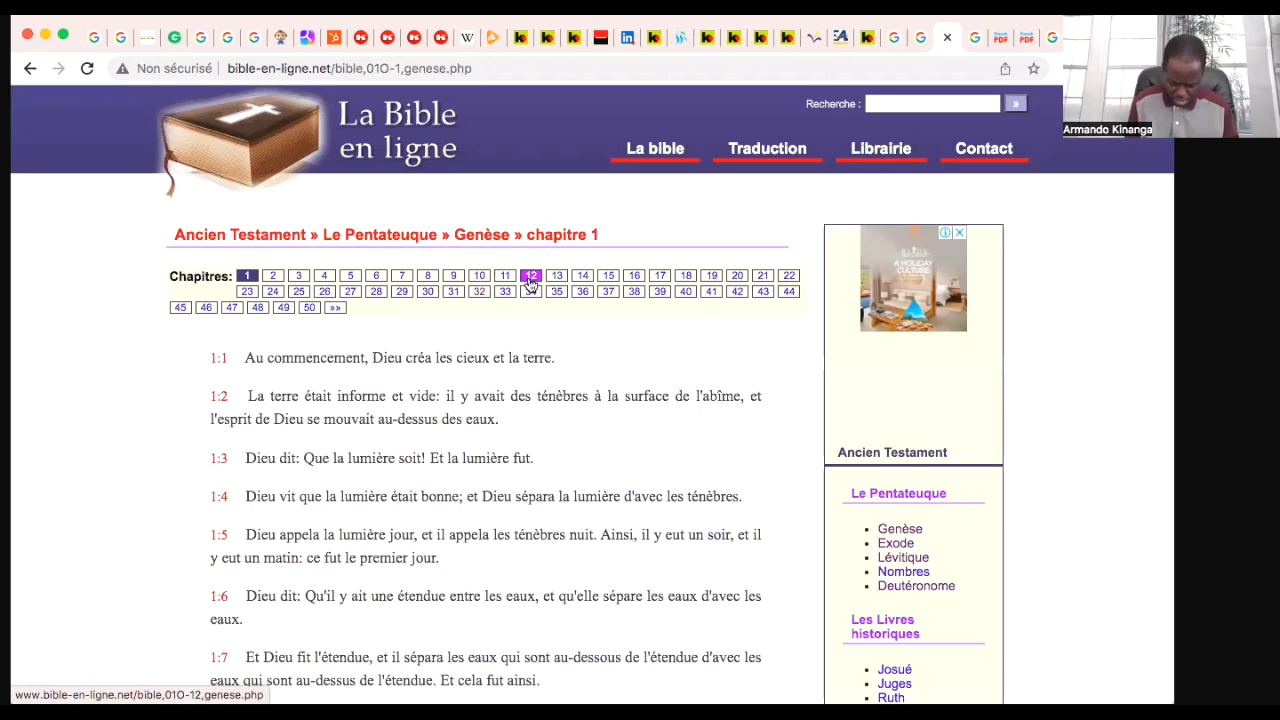 Non sécurisé
bible-en-ligne.net/bible,01O-1,genese.php
Armando Kinanga
La Bible
en ligne
Recherche :
»
La bible
Traduction
Librairie
Contact
Ancien Testament » Le Pentateuque » Genèse » chapitre 1
Chapitres: 1 2 3 4 5 6 7 8 9 10 11 12 13 14 15 16 17 18 19 20 21 22
23 24 25 26 27 28 29 30 31 32 33 35 36 37 38 39 40 41 42 43 44
45 46 47 48 49 50 »»
1:1 Au commencement, Dieu créa les cieux et la terre.
1:2 La terre était informe et vide: il y avait des ténèbres à la surface de l'abîme, et
l'esprit de Dieu se mouvait au-dessus des eaux.
1:3 Dieu dit: Que la lumière soit! Et la lumière fut.
1:4 Dieu vit que la lumière était bonne; et Dieu sépara la lumière d'avec les ténèbres.
1:5 Dieu appela la lumière jour, et il appela les ténèbres nuit. Ainsi, il y eut un soir, et il
y eut un matin: ce fut le premier jour.
1:6 Dieu dit: Qu'il y ait une étendue entre les eaux, et qu'elle sépare les eaux d'avec les
eaux.
1:7 Et Dieu fit l'étendue, et il sépara les eaux qui sont au-dessous de l'étendue d'avec les
eaux qui sont au-dessus de l'étendue. Et cela fut ainsi.
A HOLIDAY
CULTURE
Ancien Testament
Le Pentateuque
Genèse
Exode
Lévitique
Nombres
Deutéronome
Les Livres
historiques
Josué
Juges
Ruth
www.bible-en-ligne.net/bible,01O-12,genese.php